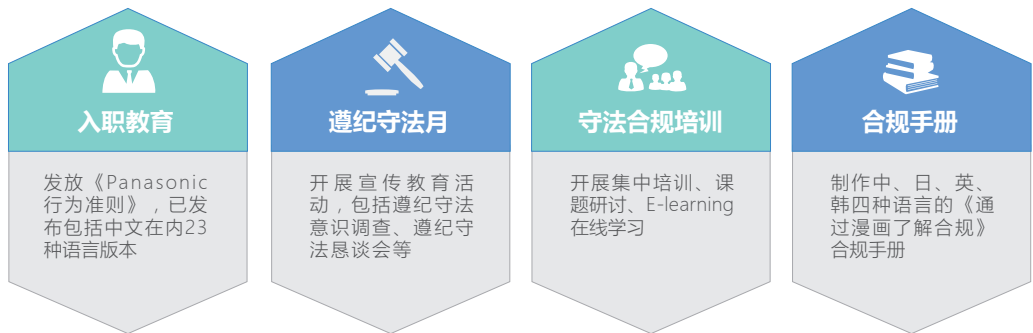 入职教育
发放《Panasonic
行为准则》，已发
布包括中文在内23
种语言版本
遵纪守法月
开展宣传教育活
动，包括遵纪守法
意识调查、遵纪守
法恳谈会等
守法合规培训
开展集中培训、课
题研讨、E-learning
在线学习
合规手册
制作中、日、英、
韩四种语言的《通
过漫画了解合规》
合规手册